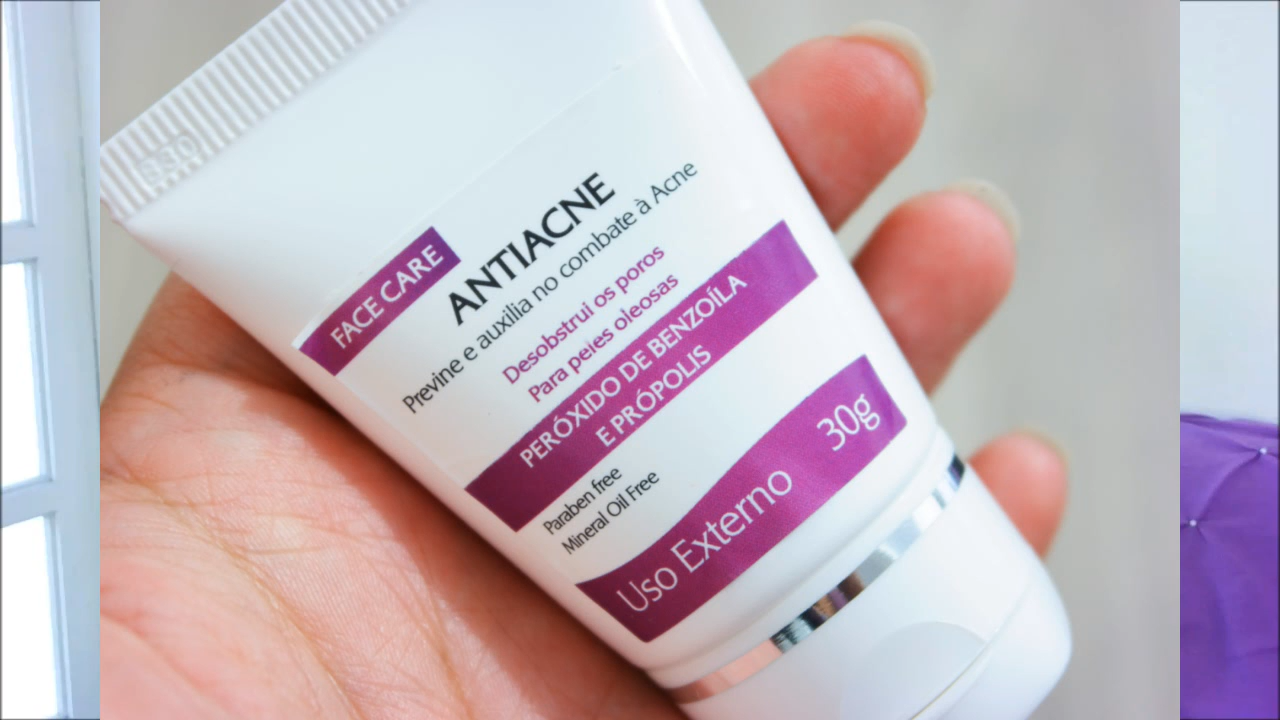 FACE CARE
ANTIACNE
Previne e auxilia no combate à Acne
Desobstrui os poros
Para peles oleosas
PERÓXIDO DE BENZOÍLA
E PRÓPOLIS
Paraben free
Mineral Oil Free
Uso Externo 30g